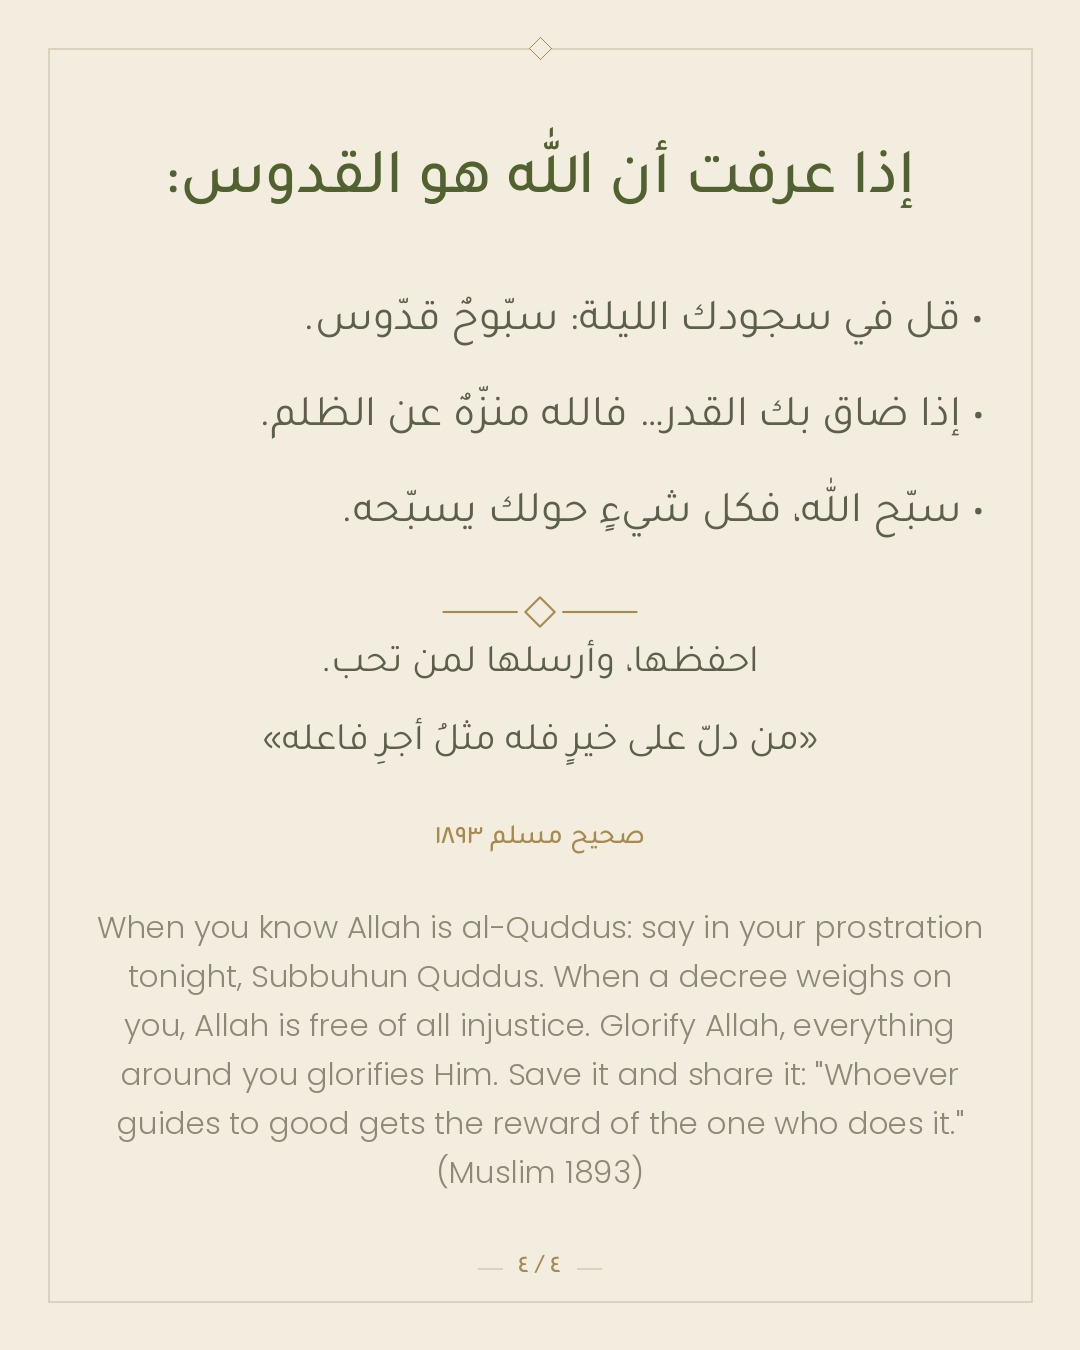 إذا عرفت أن الله هو القدوس:
• قل في سجودك الليلة: سبّوحٌ قدّوس.
• إذا ضاق بك القدر... فالله منزّهٌ عن الظلم.
• سبّح الله، فكل شيءٍ حولك يسبّحه.
احفظها، وأرسلها لمن تحب.
«من دلّ على خيرٍ فله مثلُ أجرِ فاعله»
صحيح مسلم ١٨٩٣
When you know Allah is al-Quddus: say in your prostration
tonight, Subbuhun Quddus. When a decree weighs on
you, Allah is free of all injustice. Glorify Allah, everything
around you glorifies Him. Save it and share it: "Whoever
guides to good gets the reward of the one who does it."
(Muslim 1893)
٤ / ٤